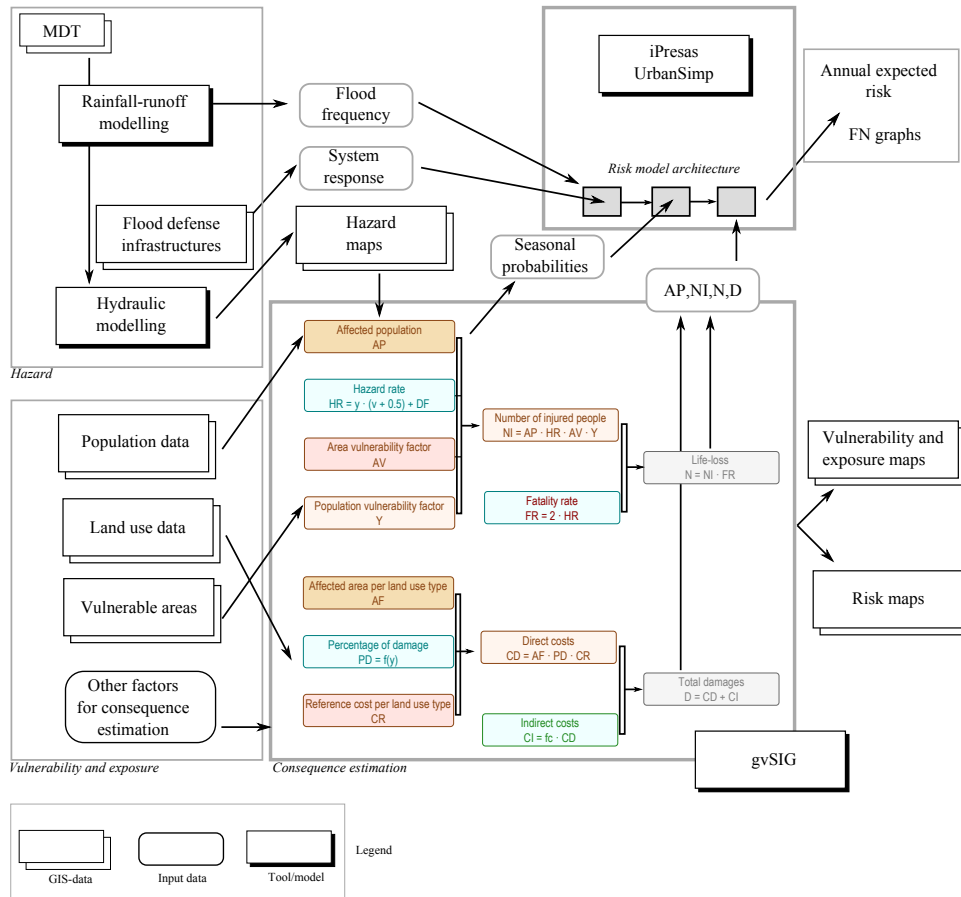 MDT
Rainfall-runoff
modelling
Flood defense
infrastructures
Hydraulic
modelling
Hazard
Flood
frequency
System
response
Hazard
maps
iPresas
UrbanSimp
Risk model architecture
Annual expected
risk
FN graphs
Seasonal
probabilities
AP,NI,N,D
Population data
Land use data
Vulnerable areas
Other factors
for consequence
estimation
Vulnerability and exposure
Affected population
AP
Hazard rate
HR = y · (v + 0.5) + DF
Area vulnerability factor
AV
Population vulnerability factor
Y
Number of injured people
NI = AP · HR · AV · Y
Fatality rate
FR = 2 · HR
Life-loss
N = NI · FR
Affected area per land use type
AF
Percentage of damage
PD = f(y)
Reference cost per land use type
CR
Direct costs
CD = AF · PD · CR
Indirect costs
CI = fc · CD
Total damages
D = CD + CI
Consequence estimation
gvSIG
Vulnerability and
exposure maps
Risk maps
GIS-data
Input data
Tool/model
Legend